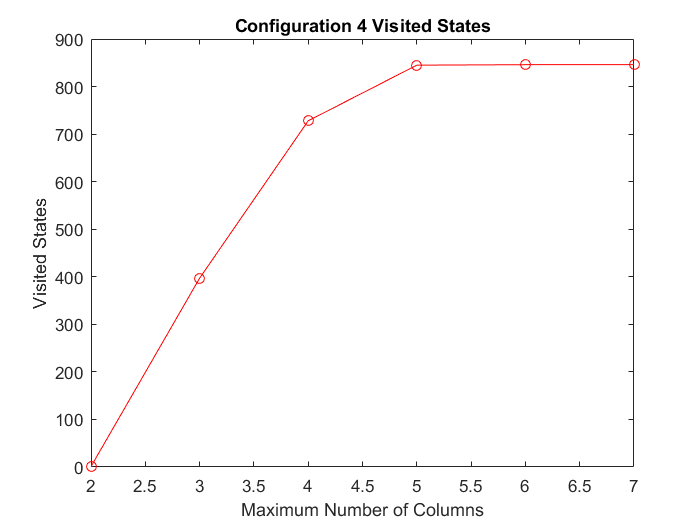 Configuration 4 Visited States
900
800
700
600
500
400
300
200
100
0
Visited States
2 2.5 3 3.5 4 4.5 5 5.5 6 6.5 7
Maximum Number of Columns